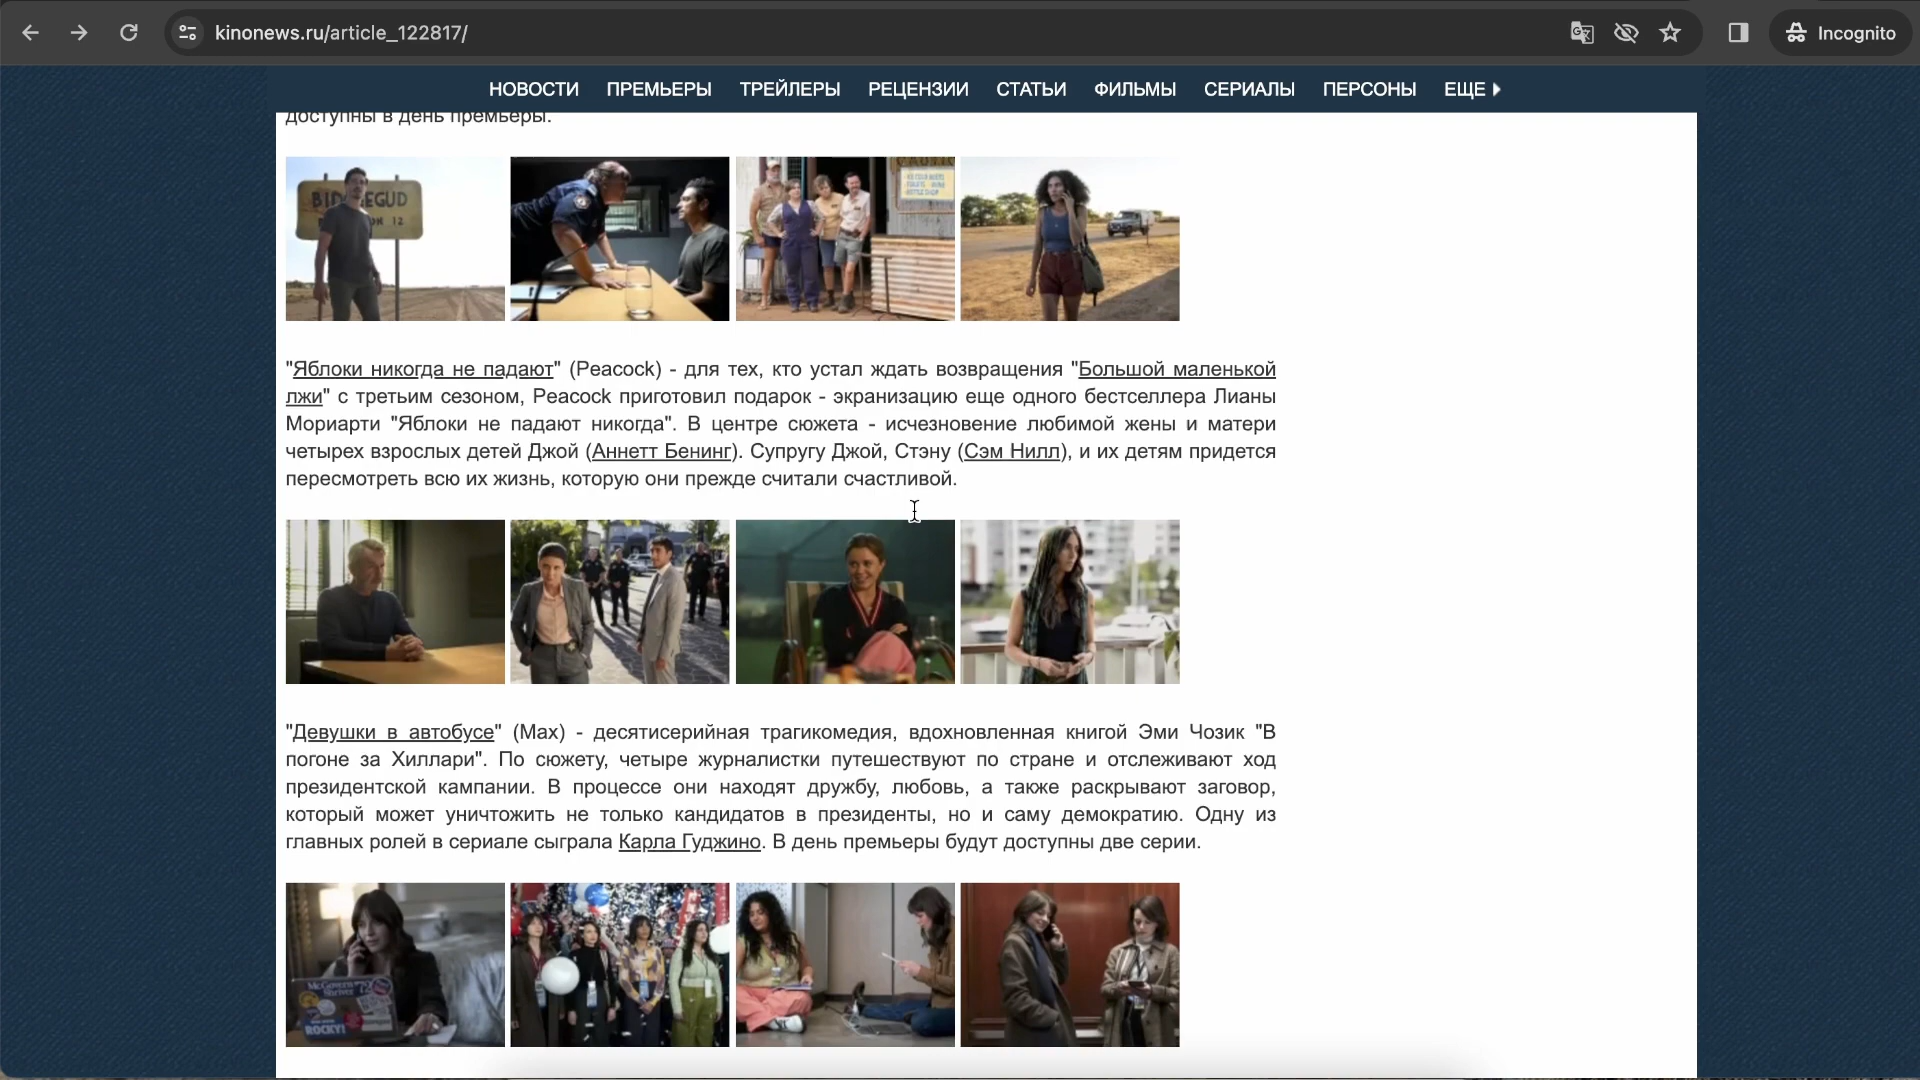 kinonews.ru/article_122817/
Incognito
НОВОСТИ ПРЕМЬЕРЫ ТРЕЙЛЕРЫ РЕЦЕНЗИИ СТАТЬИ ФИЛЬМЫ СЕРИАЛЫ ПЕРСОНЫ ЕЩЕ
доступны в день премьеры.
"Яблоки никогда не падают" (Peacock) - для тех, кто устал ждать возвращения "Большой маленькой
лжи" с третьим сезоном, Peacock приготовил подарок - экранизацию еще одного бестселлера Лианы
Мориарти "Яблоки не падают никогда". В центре сюжета - исчезновение любимой жены и матери
четырех взрослых детей Джой (Аннетт Бенинг). Супругу Джой, Стэну (Сэм Нилл), и их детям придется
пересмотреть всю их жизнь, которую они прежде считали счастливой.
"Девушки в автобусе" (Max) - десятисерийная трагикомедия, вдохновленная книгой Эми Чозик "В
погоне за Хиллари". По сюжету, четыре журналистки путешествуют по стране и отслеживают ход
президентской кампании. В процессе они находят дружбу, любовь, а также раскрывают заговор,
который может уничтожить не только кандидатов в президенты, но и саму демократию. Одну из
главных ролей в сериале сыграла Карла Гуджино. В день премьеры будут доступны две серии.
McGovern
Shriver '72
ROCKY!